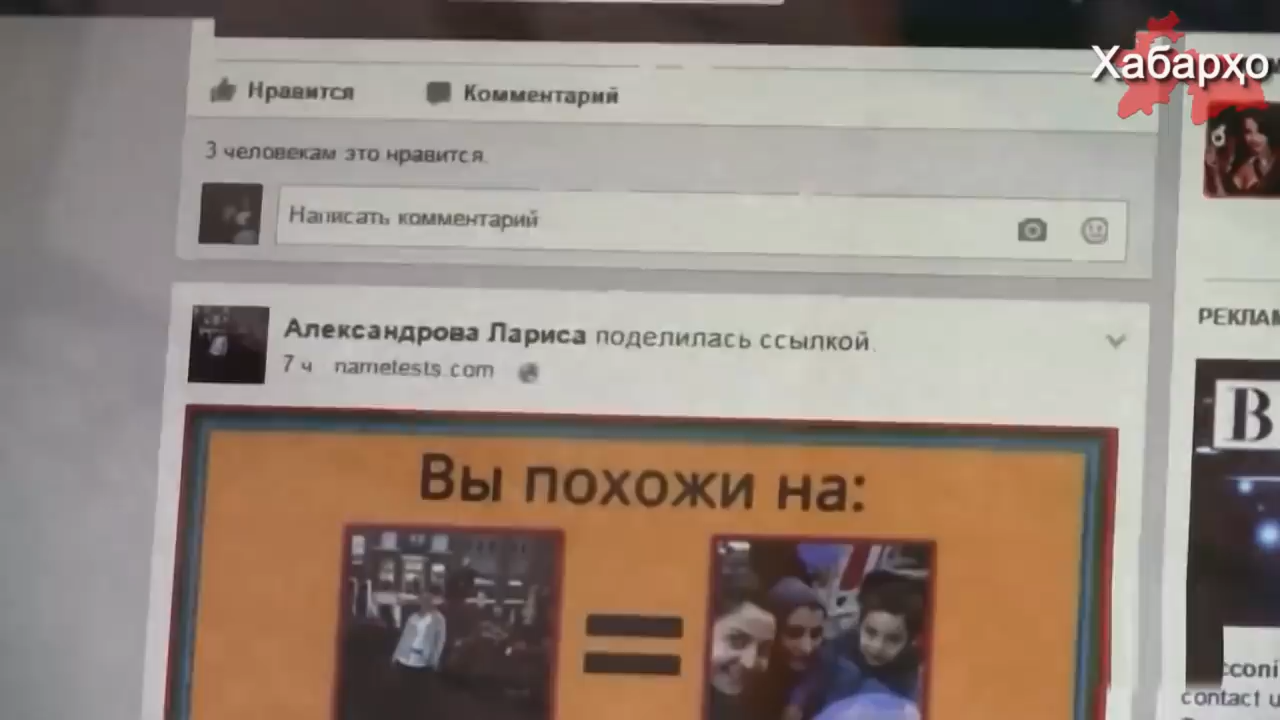 Хабарҳо
Нравится
Комментарий
3 человекам это нравится.
Написать комментарий
Александрова Лариса поделилась ссылкой.
7 ч nametests.com
РЕКЛАМ
Вы похожи на:
=
B
contact u